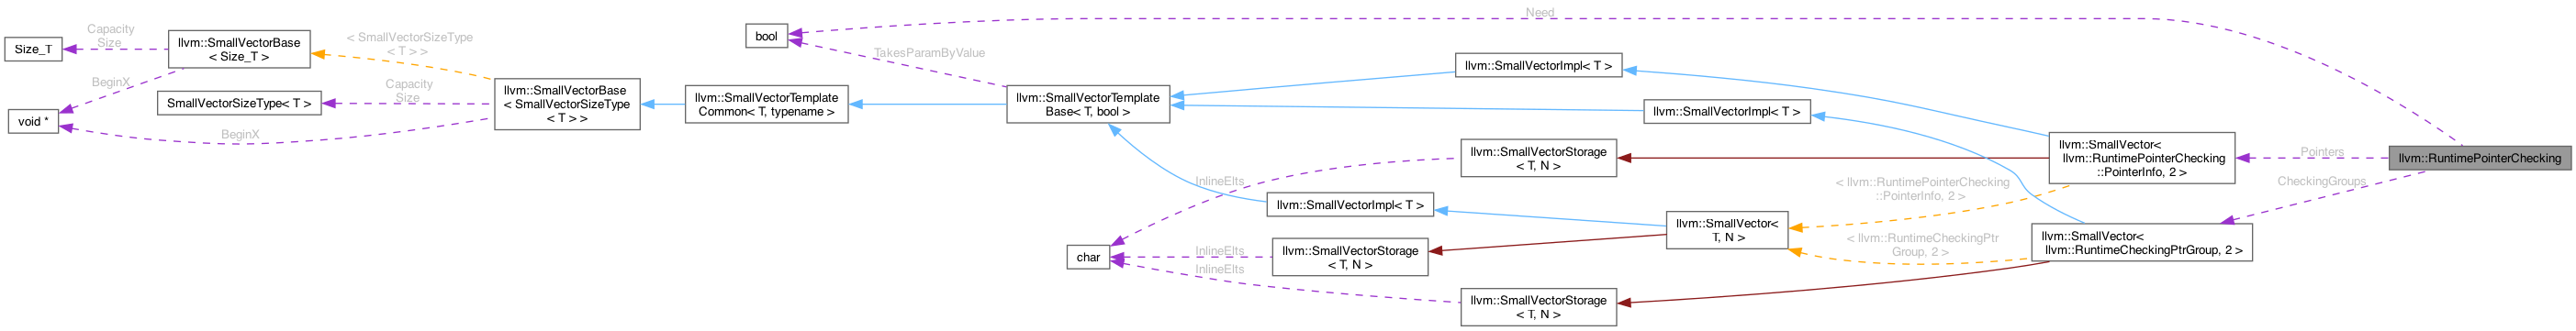 Size_T
Capacity
Size
llvm::SmallVectorBase
< Size_T >
BeginX
void *
SmallVectorSizeType< T >
< SmallVectorSizeType
< T > >
Capacity
Size
BeginX
llvm::SmallVectorBase
< SmallVectorSizeType
< T > >
llvm::SmallVectorTemplate
Common< T, typename >
bool
TakesParamByValue
llvm::SmallVectorTemplate
Base< T, bool >
Need
llvm::SmallVectorImpl< T >
llvm::SmallVectorImpl< T >
llvm::SmallVectorStorage
< T, N >
InlineElts
llvm::SmallVectorImpl< T >
char
InlineElts
InlineElts
llvm::SmallVectorStorage
< T, N >
llvm::SmallVectorStorage
< T, N >
llvm::SmallVector<
T, N >
< llvm::RuntimePointerChecking
::PointerInfo, 2 >
< llvm::RuntimeCheckingPtr
Group, 2 >
llvm::SmallVector<
llvm::RuntimePointerChecking
::PointerInfo, 2 >
llvm::SmallVector<
llvm::RuntimeCheckingPtrGroup, 2 >
Pointers
CheckingGroups
llvm::RuntimePointerChecking